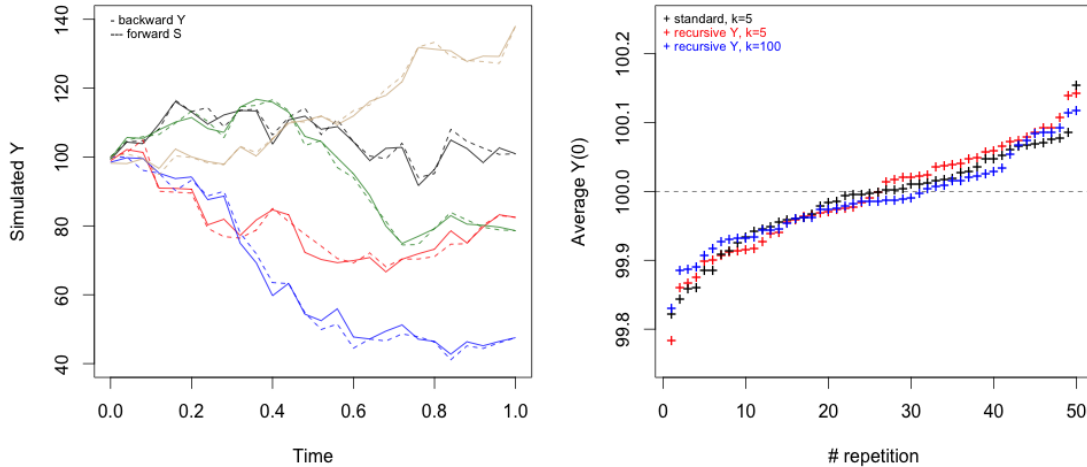 - backward Y
--- forward S
Simulated Y
140
120
100
80
60
40
0.0 0.2 0.4 0.6 0.8 1.0
Time
+ standard, k=5
+ recursive Y, k=5
+ recursive Y, k=100
Average Y(0)
100.2
100.1
100.0
99.9
99.8
0 10 20 30 40 50
# repetition